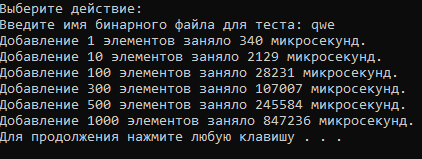 Выберите действие:
Введите имя бинарного файла для теста: qwe
Добавление 1 элементов заняло 340 микросекунд.
Добавление 10 элементов заняло 2129 микросекунд.
Добавление 100 элементов заняло 28231 микросекунд.
Добавление 300 элементов заняло 107007 микросекунд.
Добавление 500 элементов заняло 245584 микросекунд.
Добавление 1000 элементов заняло 847236 микросекунд.
Для продолжения нажмите любую клавишу . . .